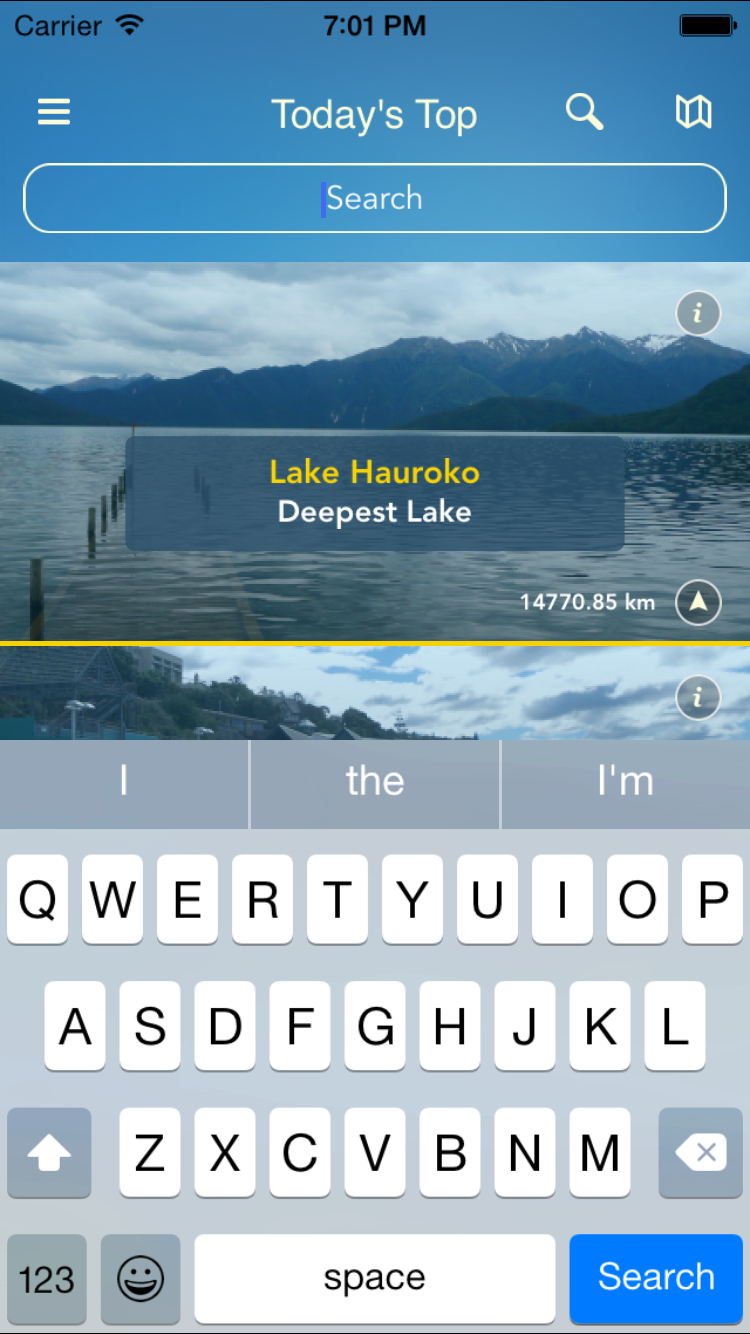 Carrier 7:01 PM
Today's Top
Search
i
Lake Hauroko
Deepest Lake
14770.85 km
i
I the I'm
Q W E R T Y U I O P
A S D F G H J K L
Z X C V B N M
123 space Search